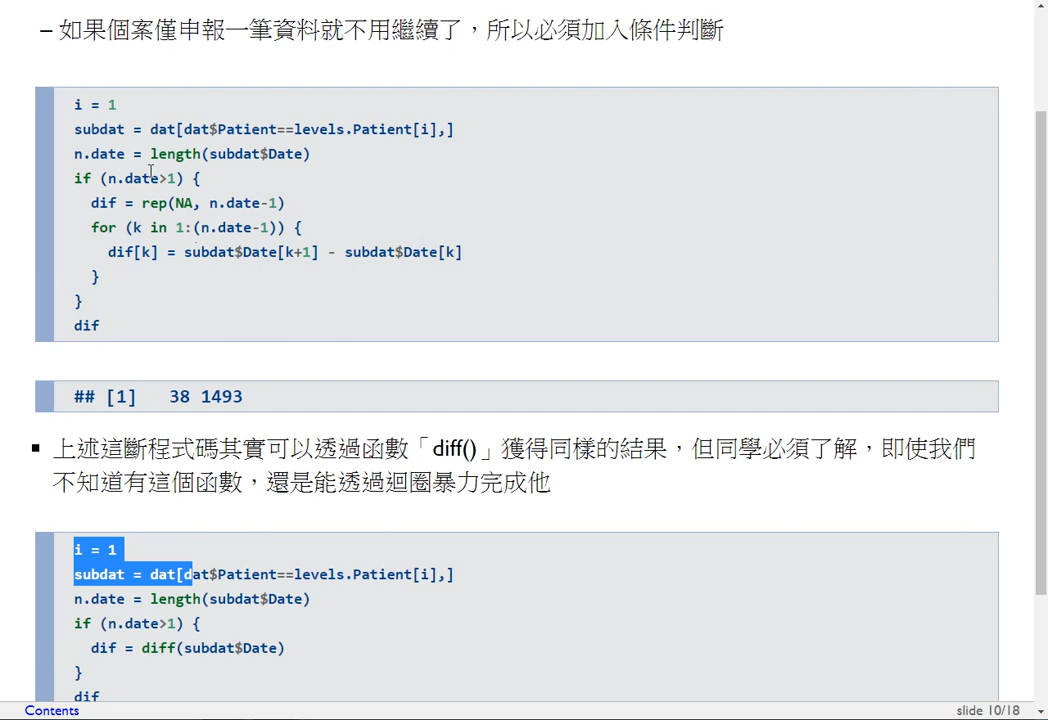 – 如果個案僅申報一筆資料就不用繼續了，所以必須加入條件判斷
i = 1
subdat = dat[dat$Patient==levels.Patient[i],]
n.date = length(subdat$Date)
if (n.date>1) {
dif = rep(NA, n.date-1)
for (k in 1:(n.date-1)) {
dif[k] = subdat$Date[k+1] - subdat$Date[k]
}
}
dif
## [1]   38 1493
▪ 上述這斷程式碼其實可以透過函數「diff()」獲得同樣的結果，但同學必須了解，即使我們
不知道有這個函數，還是能透過迴圈暴力完成他
i = 1
subdat = dat[dat$Patient==levels.Patient[i],]
n.date = length(subdat$Date)
if (n.date>1) {
dif = diff(subdat$Date)
}
dif
Contents
slide 10/18